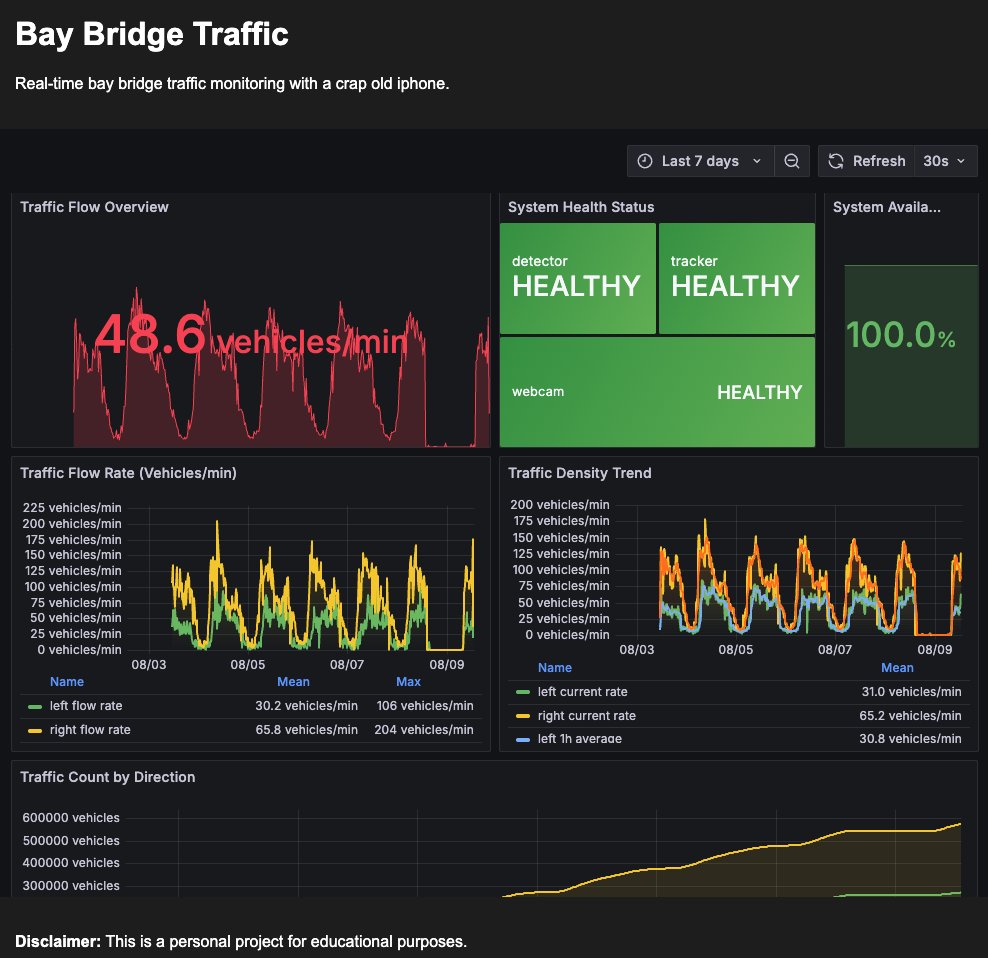 Bay Bridge Traffic
Real-time bay bridge traffic monitoring with a crap old iphone.
Last 7 days
Refresh
30s
Traffic Flow Overview
48.6 vehicles/min
System Health Status
detector
HEALTHY
tracker
HEALTHY
webcam
HEALTHY
System Availa...
100.0%
Traffic Flow Rate (Vehicles/min)
225 vehicles/min
200 vehicles/min
175 vehicles/min
150 vehicles/min
125 vehicles/min
100 vehicles/min
75 vehicles/min
50 vehicles/min
25 vehicles/min
0 vehicles/min
08/03 08/05 08/07 08/09
Name Mean Max
left flow rate 30.2 vehicles/min 106 vehicles/min
right flow rate 65.8 vehicles/min 204 vehicles/min
Traffic Density Trend
200 vehicles/min
175 vehicles/min
150 vehicles/min
125 vehicles/min
100 vehicles/min
75 vehicles/min
50 vehicles/min
25 vehicles/min
0 vehicles/min
08/03 08/05 08/07 08/09
Name Mean
left current rate 31.0 vehicles/min
right current rate 65.2 vehicles/min
left 1h average 30.8 vehicles/min
Traffic Count by Direction
600000 vehicles
500000 vehicles
400000 vehicles
300000 vehicles
Disclaimer: This is a personal project for educational purposes.